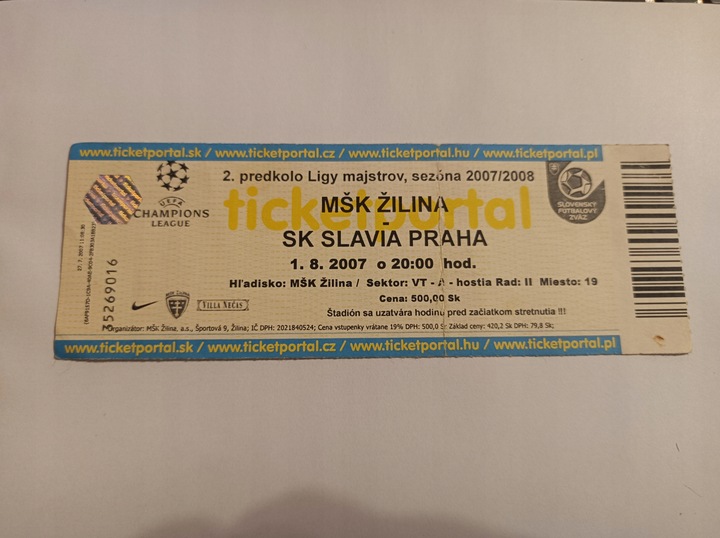 www.ticketportal.sk / www.ticketportal.cz / www.ticketportal.hu / www.ticketportal.pl
UEFA
CHAMPIONS
LEAGUE
2. predkolo Ligy majstrov, sezóna 2007/2008
ticketportal
MŠK ŽILINA
-
SK SLAVIA PRAHA
SLOVENSKÝ
FUTBALOVÝ
ZVÄZ
1. 8. 2007 o 20:00 hod.
Hľadisko: MŠK Žilina / Sektor: VT - A - hostia Rad: II Miesto: 19
Cena: 500,00 Sk
VILLA NEČAS
Štadión sa uzatvára hodinu pred začiatkom stretnutia !!!
Organizátor: MŠK Žilina, a.s., Športová 9, Žilina; IČ DPH: 2021840524; Cena vstupenky vrátane 19% DPH: 500,0 Sk Základ ceny: 420,2 Sk DPH: 79,8 Sk;
www.ticketportal.sk / www.ticketportal.cz / www.ticketportal.hu / www.ticketportal.pl
35269016